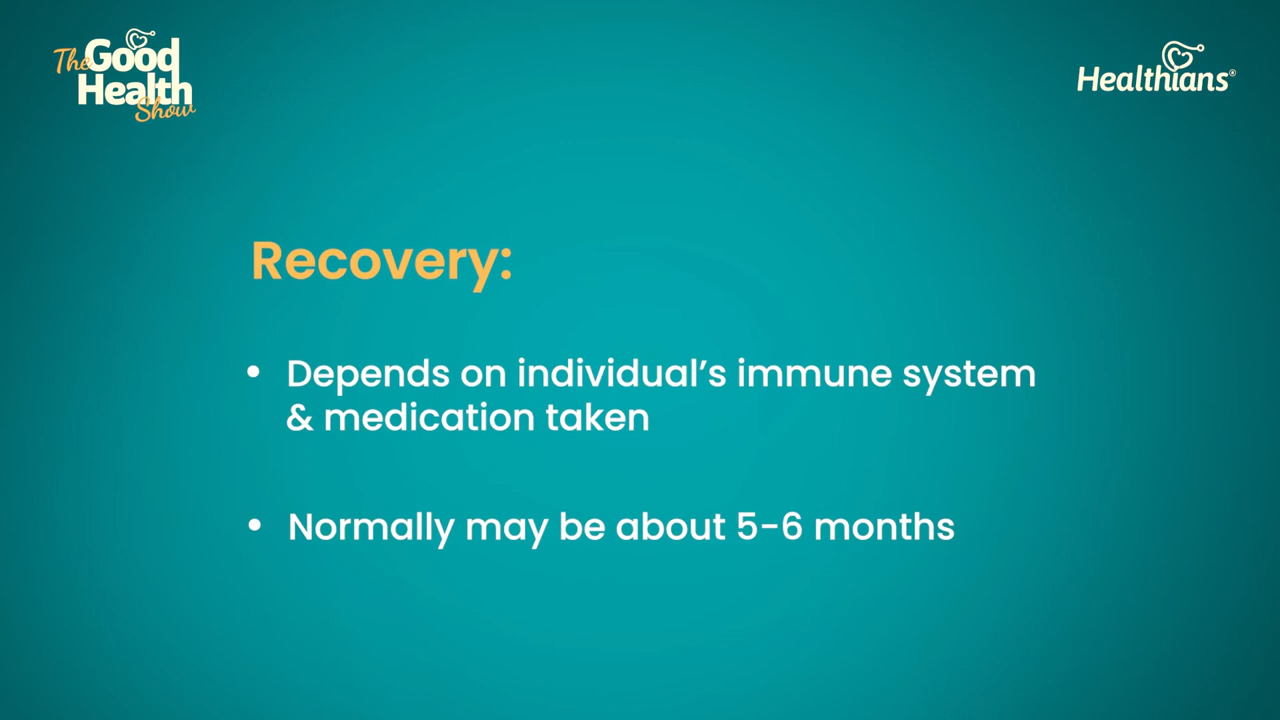 The Good
Health
Show
Healthians®
Recovery:
• Depends on individual’s immune system
& medication taken
• Normally may be about 5-6 months